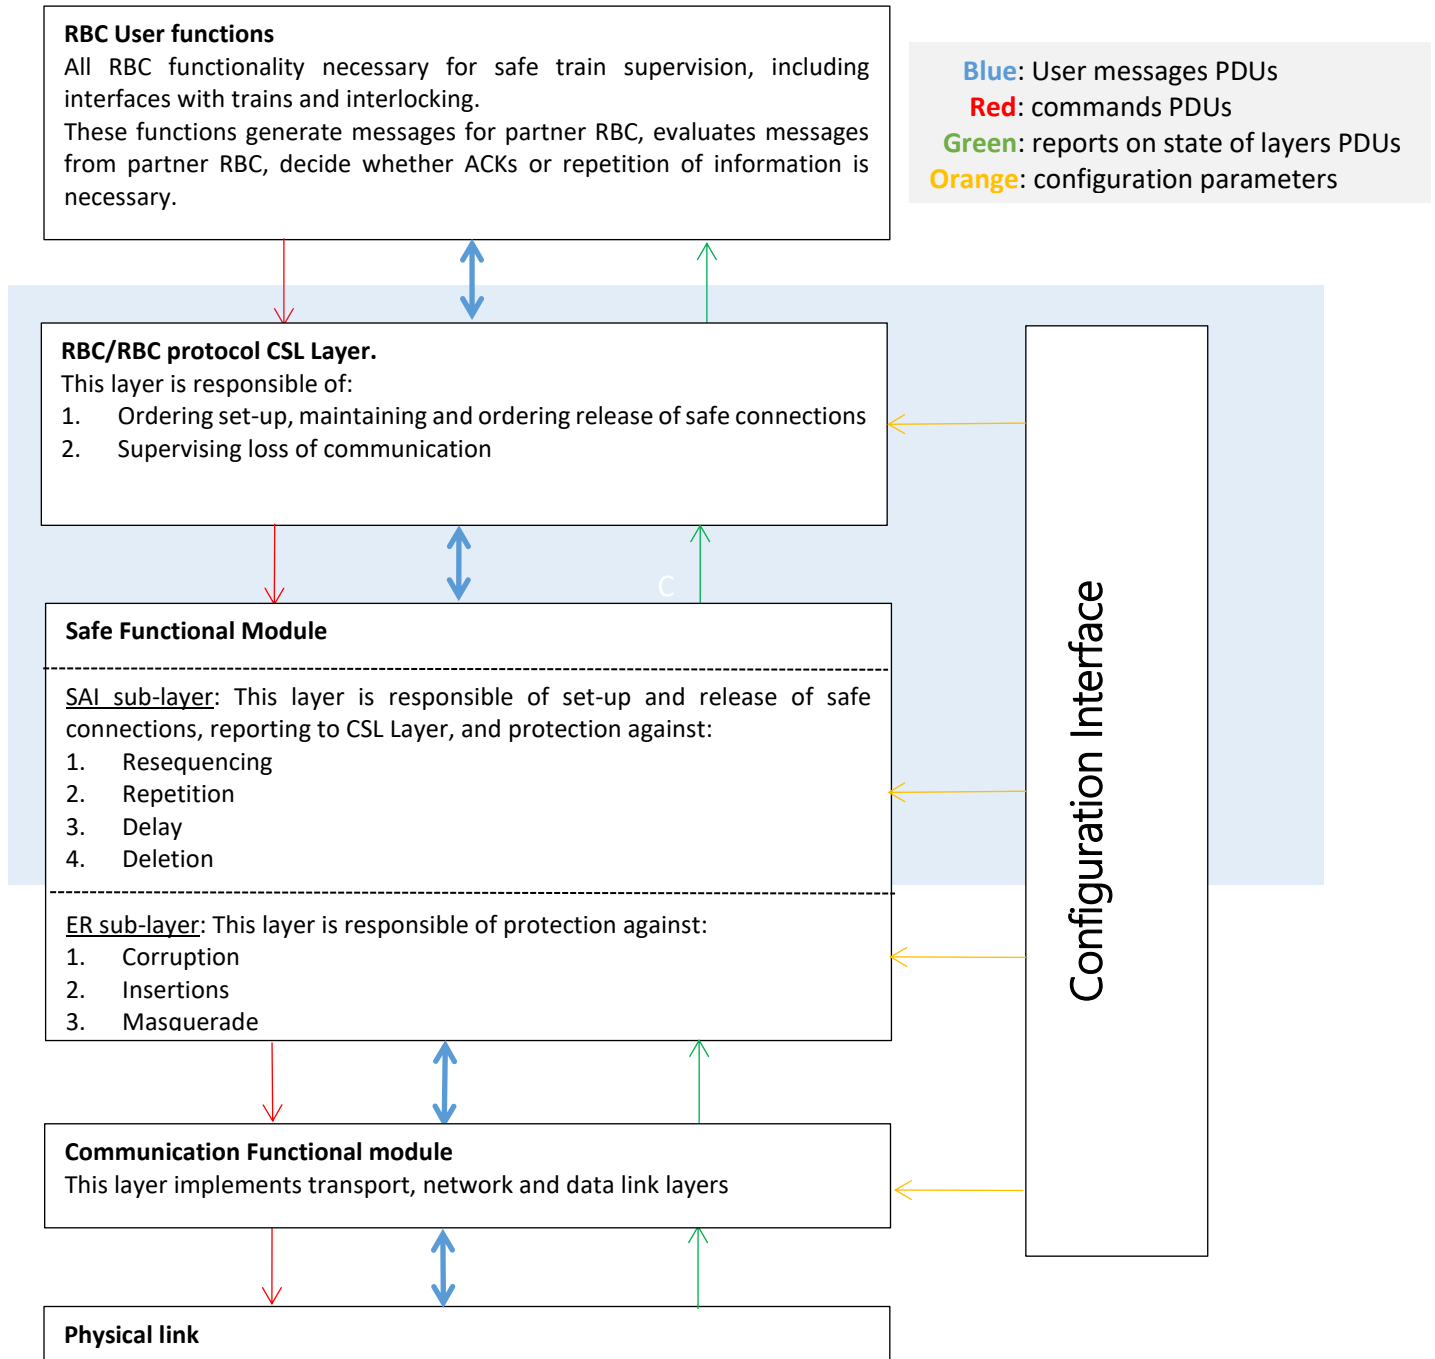 RBC User functions
All RBC functionality necessary for safe train supervision, including
interfaces with trains and interlocking.
These functions generate messages for partner RBC, evaluates messages
from partner RBC, decide whether ACKs or repetition of information is
necessary.
Blue: User messages PDUs
Red: commands PDUs
Green: reports on state of layers PDUs
Orange: configuration parameters
RBC/RBC protocol CSL Layer.
This layer is responsible of:
1. Ordering set-up, maintaining and ordering release of safe connections
2. Supervising loss of communication
C
Safe Functional Module
SAI sub-layer: This layer is responsible of set-up and release of safe
connections, reporting to CSL Layer, and protection against:
1. Resequencing
2. Repetition
3. Delay
4. Deletion
ER sub-layer: This layer is responsible of protection against:
1. Corruption
2. Insertions
3. Masquerade
Configuration Interface
Communication Functional module
This layer implements transport, network and data link layers
Physical link